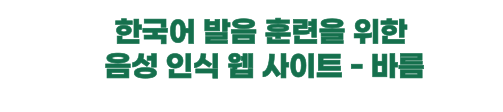 한국어 발음 훈련을 위한
음성 인식 웹 사이트 - 바름